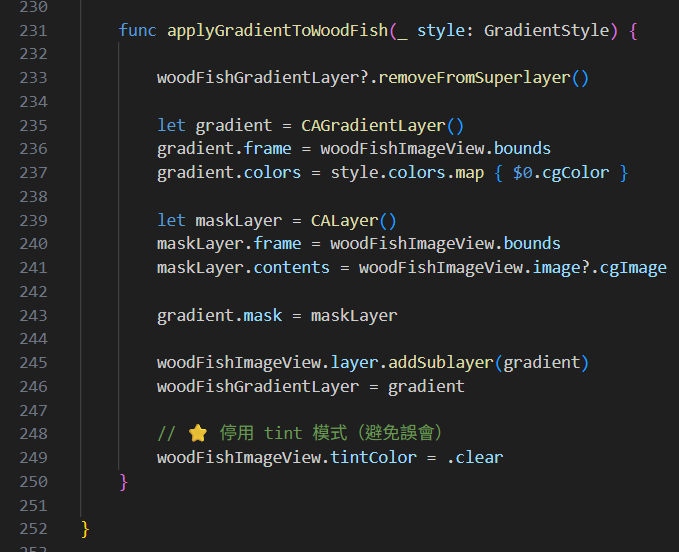 230
231 func applyGradientToWoodFish(_ style: GradientStyle) {
232
233 woodFishGradientLayer?.removeFromSuperlayer()
234
235 let gradient = CAGradientLayer()
236 gradient.frame = woodFishImageView.bounds
237 gradient.colors = style.colors.map { $0.cgColor }
238
239 let maskLayer = CALayer()
240 maskLayer.frame = woodFishImageView.bounds
241 maskLayer.contents = woodFishImageView.image?.cgImage
242
243 gradient.mask = maskLayer
244
245 woodFishImageView.layer.addSublayer(gradient)
246 woodFishGradientLayer = gradient
247
248 // ⭐ 停用 tint 模式（避免誤會）
249 woodFishImageView.tintColor = .clear
250 }
251
252 }
253